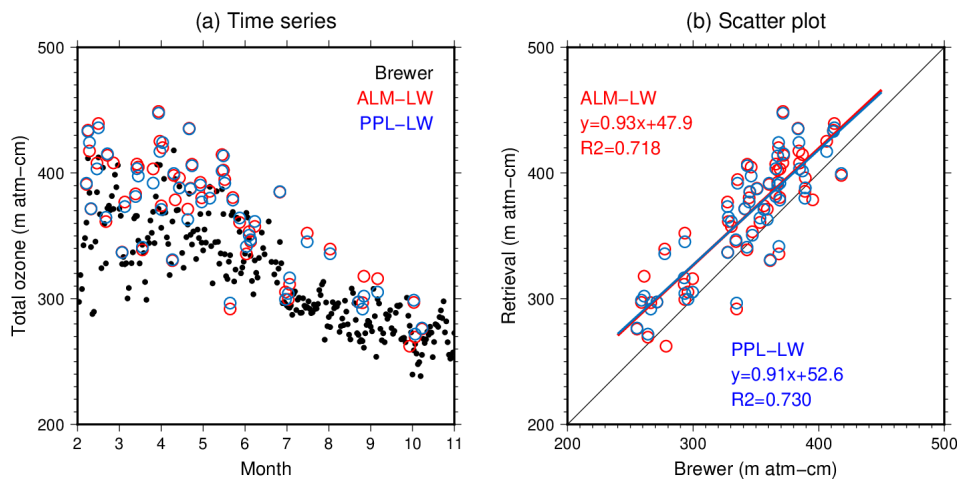 (a) Time series
Total ozone (m atm−cm)
500
400
300
200
Brewer
ALM−LW
PPL−LW
2 3 4 5 6 7 8 9 10 11
Month
(b) Scatter plot
Retrieval (m atm−cm)
500
400
300
200
ALM−LW
y=0.93x+47.9
R2=0.718
PPL−LW
y=0.91x+52.6
R2=0.730
200 300 400 500
Brewer (m atm−cm)